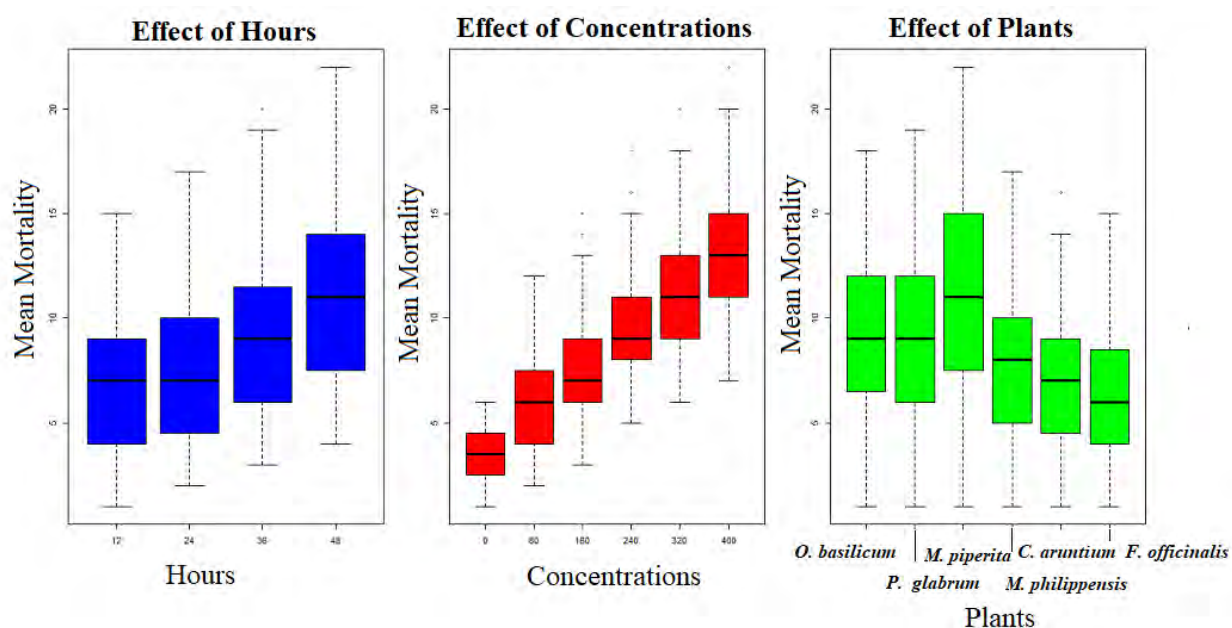 Effect of Hours
Effect of Concentrations
Effect of Plants
Mean Mortality
5
10
15
20
12
24
36
48
Hours
Mean Mortality
5
10
15
20
0
80
160
240
320
400
Concentrations
Mean Mortality
5
10
15
20
O. basilicum
M. piperita
C. aruntium
F. officinalis
P. glabrum
M. philippensis
Plants